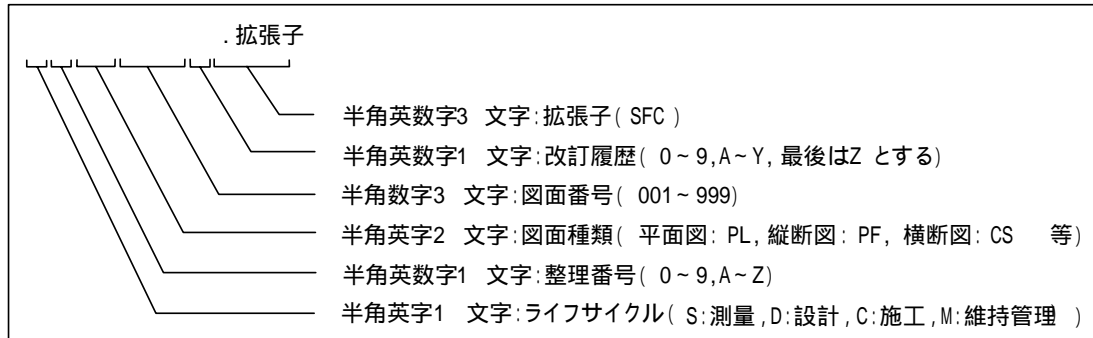 .拡張子
半角英数字3 文字:拡張子( SFC )
半角英数字1 文字:改訂履歴( 0~9,A~Y,最後はZ とする)
半角数字3 文字:図面番号( 001~999)
半角英字2 文字:図面種類( 平面図: PL,縦断図: PF, 横断図: CS 等)
半角英数字1 文字:整理番号( 0~9,A~Z)
半角英字1 文字:ライフサイクル( S:測量,D:設計,C:施工,M:維持管理 )